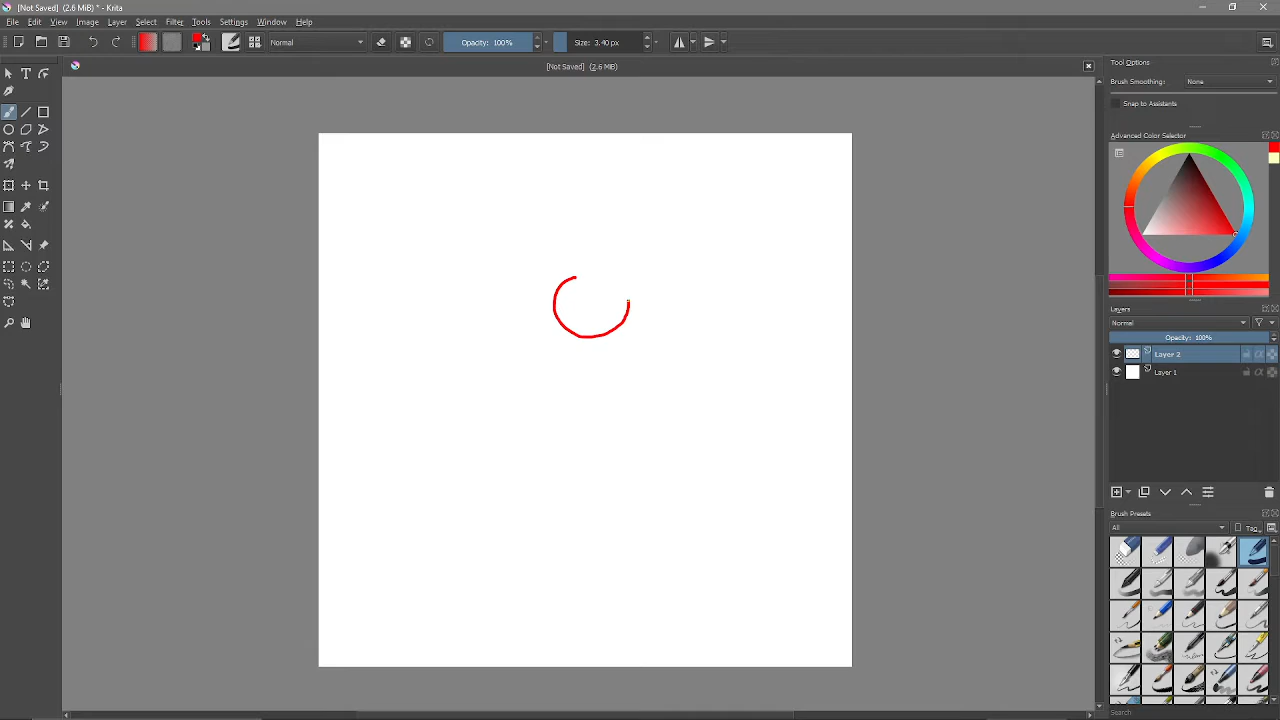 [Not Saved] (2.6 MiB) * - Krita
File Edit View Image Layer Select Filter Tools Settings Window Help
Normal
Opacity: 100%
Size: 3.40 px
[Not Saved] (2.6 MiB)
Tool Options
Brush Smoothing: None
Snap to Assistants
Advanced Color Selector
Layers
Normal
Opacity: 100%
Layer 2
Layer 1
Brush Presets
All
Tag
Search